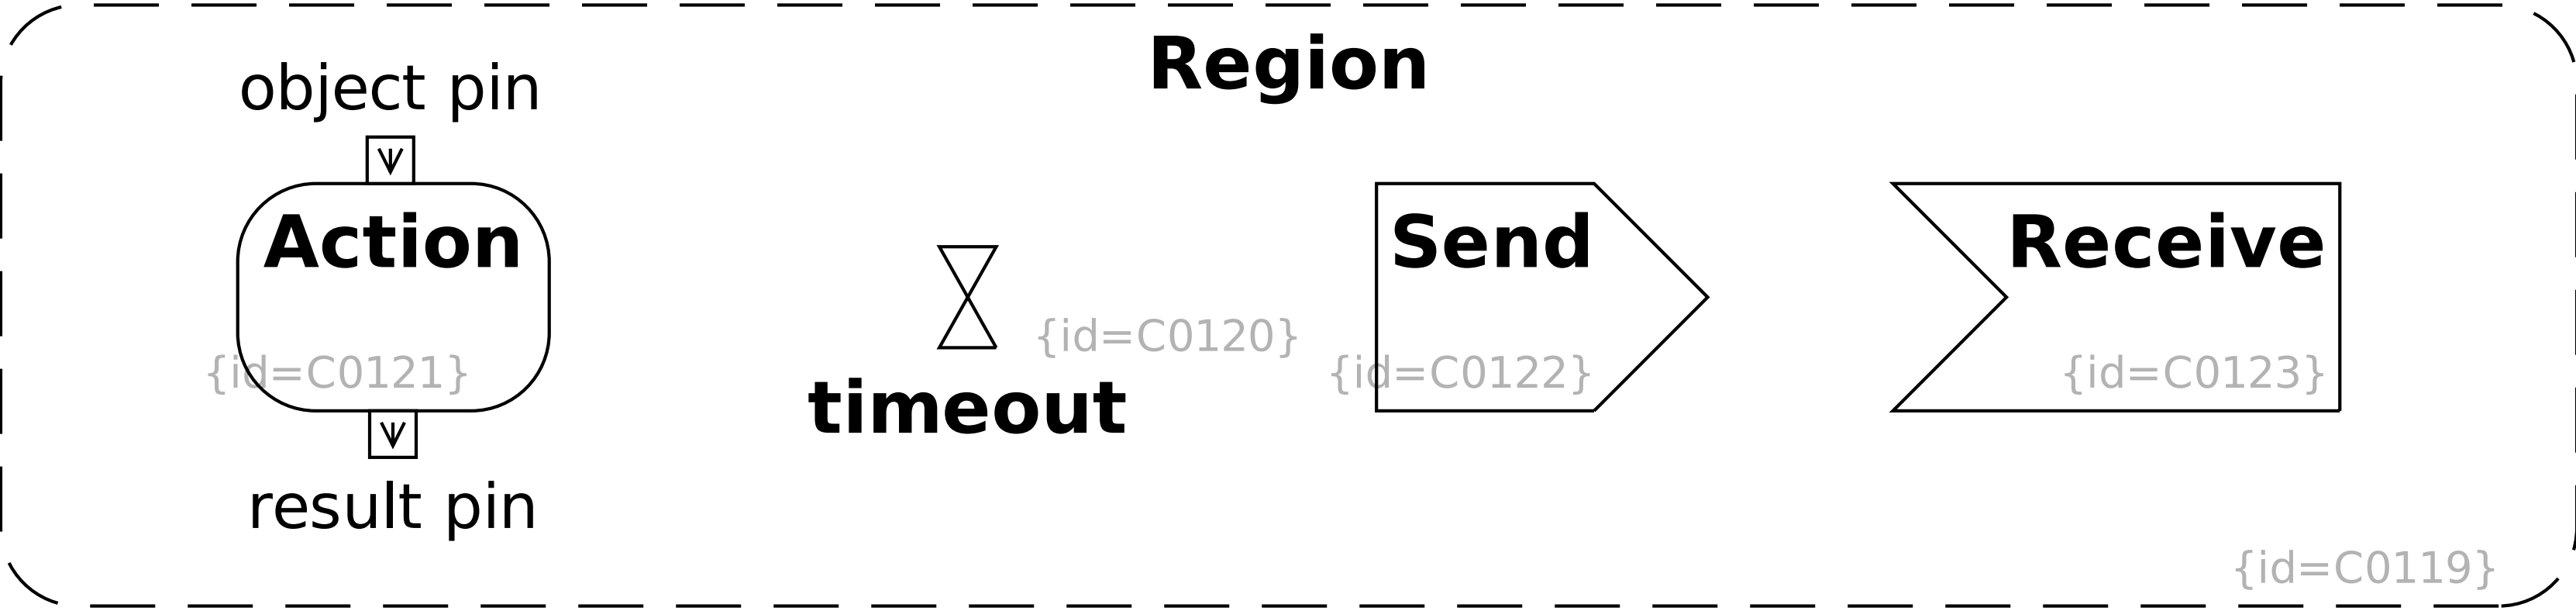 Region
object pin
Action
{id=C0121}
result pin
{id=C0120}
timeout
Send
{id=C0122}
Receive
{id=C0123}
{id=C0119}